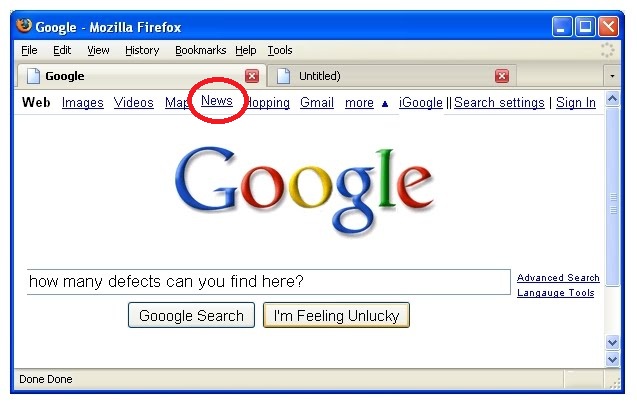 Google - Mozilla Firefox
File Edit View History Bookmarks Help Tools
Google Untitled)
Web Images Videos Map News hopping Gmail more ▲ iGoogle || Search settings | Sign In
Google
how many defects can you find here?
Advanced Search
Langauge Tools
Gooogle Search I'm Feeling Unlucky
Done Done